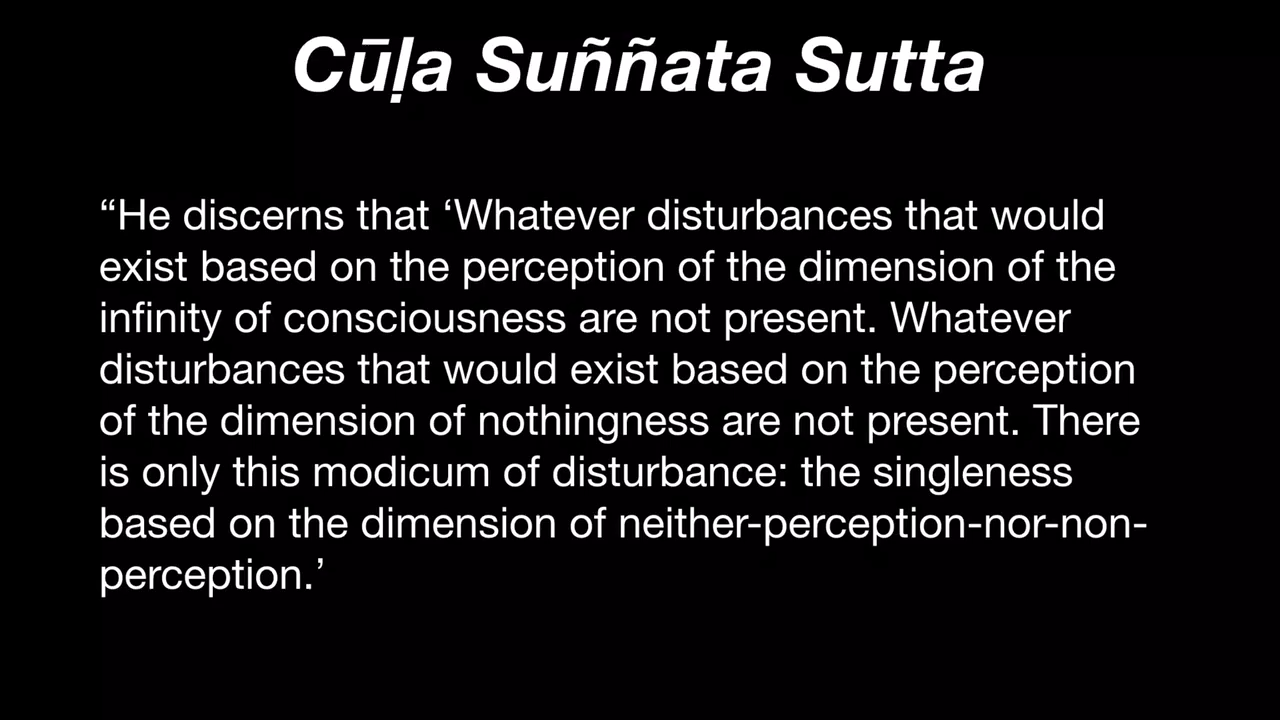 Cūḷa Suññata Sutta
“He discerns that ‘Whatever disturbances that would
exist based on the perception of the dimension of the
infinity of consciousness are not present. Whatever
disturbances that would exist based on the perception
of the dimension of nothingness are not present. There
is only this modicum of disturbance: the singleness
based on the dimension of neither-perception-nor-non-
perception.’